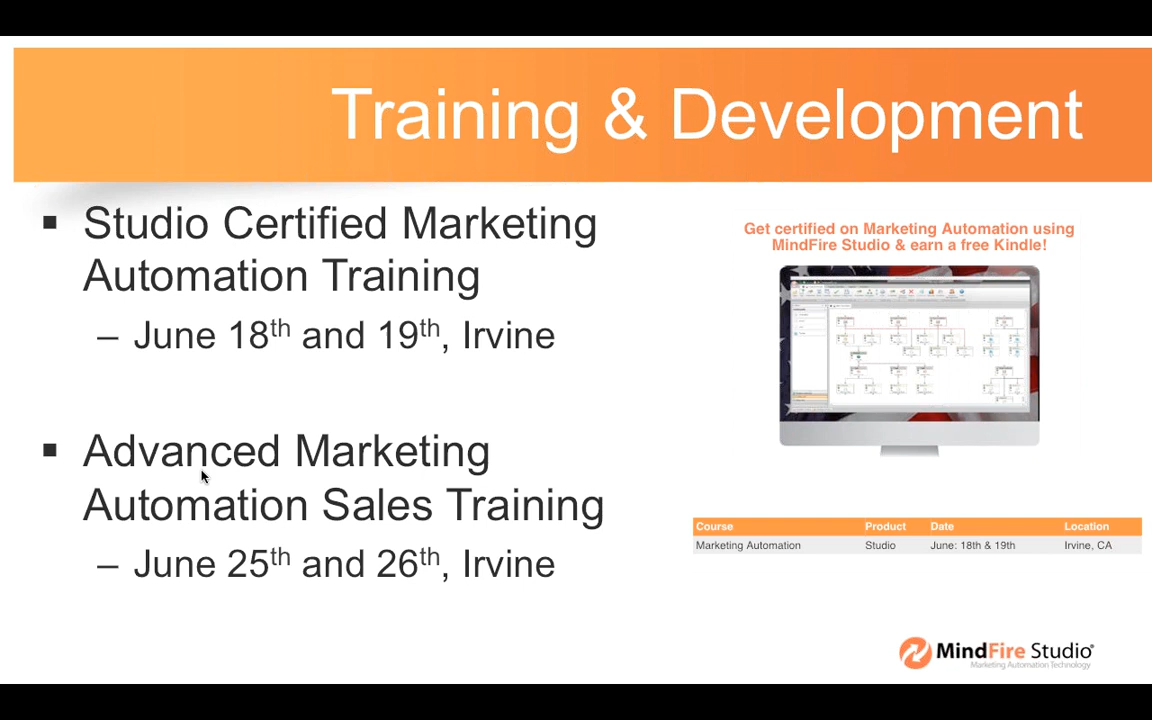 Training & Development
▪ Studio Certified Marketing
Automation Training
– June 18th and 19th, Irvine
▪ Advanced Marketing
Automation Sales Training
– June 25th and 26th, Irvine
Get certified on Marketing Automation using
MindFire Studio & earn a free Kindle!
Course Product Date Location
Marketing Automation Studio June: 18th & 19th Irvine, CA
MindFire Studio®
Marketing Automation Technology